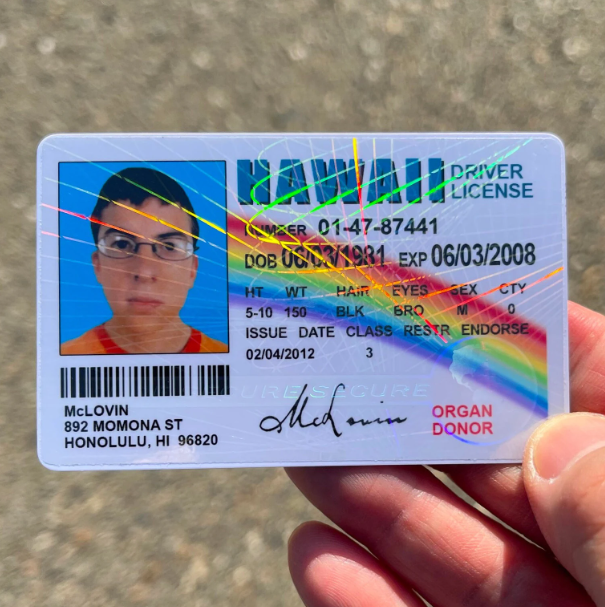 HAWAII DRIVER LICENSE
NUMBER 01-47-87441
DOB 06/03/1981 EXP 06/03/2008
HT WT HAIR EYES SEX CTY
5-10 150 BLK BRO M 0
ISSUE DATE CLASS RESTR ENDORSE
02/04/2012 3
SECURE
McLovin
ORGAN DONOR
McLOVIN
892 MOMONA ST
HONOLULU, HI 96820